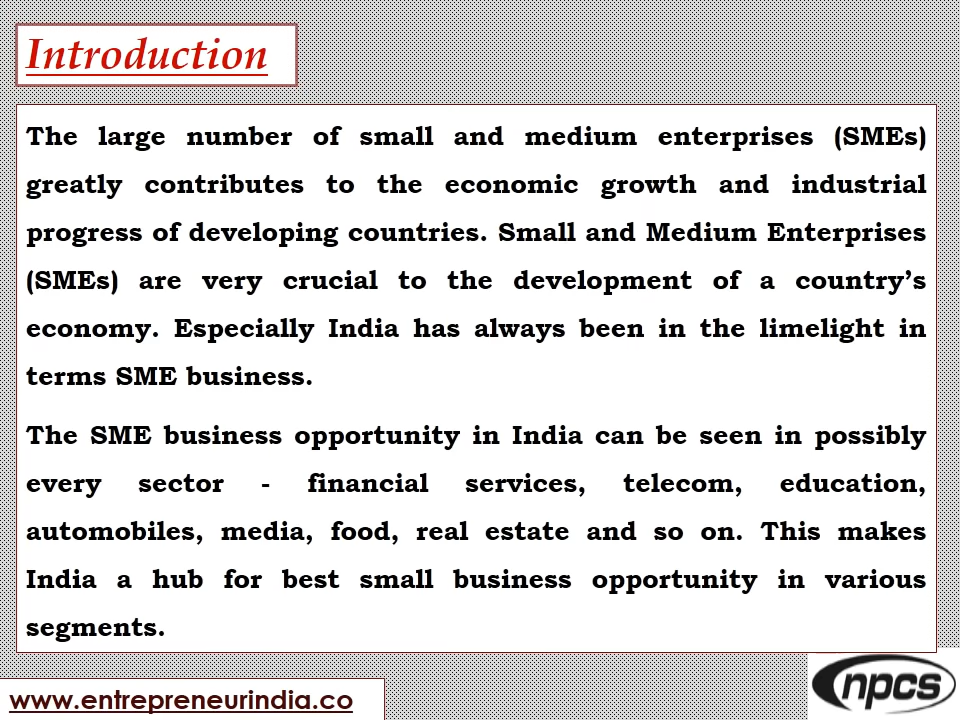 Introduction
The large number of small and medium enterprises (SMEs)
greatly contributes to the economic growth and industrial
progress of developing countries. Small and Medium Enterprises
(SMEs) are very crucial to the development of a country’s
economy. Especially India has always been in the limelight in
terms SME business.
The SME business opportunity in India can be seen in possibly
every sector - financial services, telecom, education,
automobiles, media, food, real estate and so on. This makes
India a hub for best small business opportunity in various
segments.
www.entrepreneurindia.co
npcs